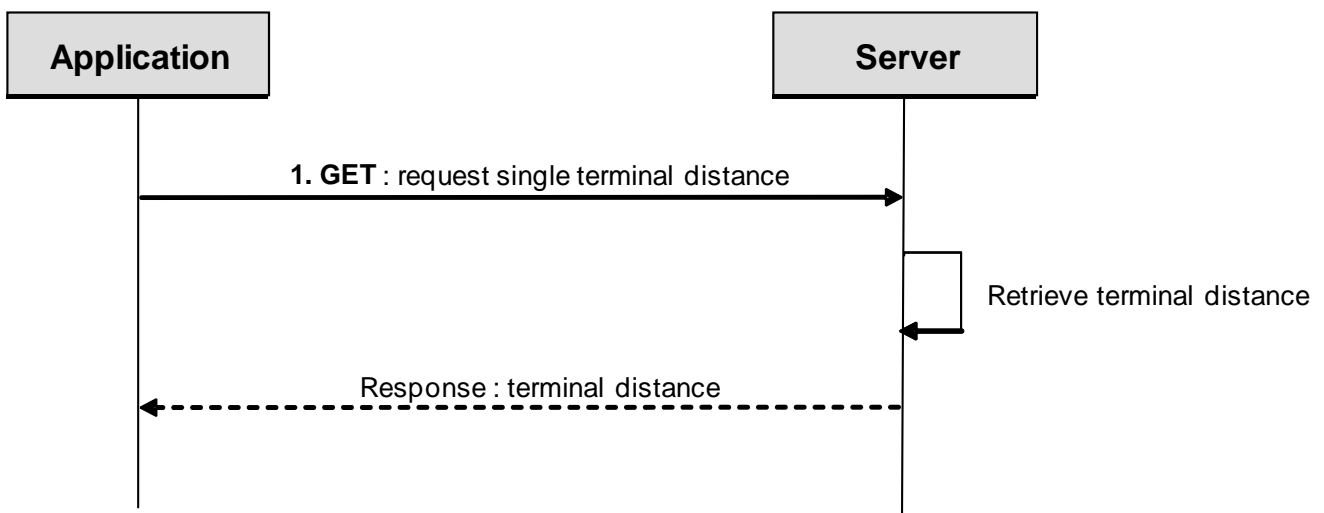 Application
Server
1. GET : request single terminal distance
Retrieve terminal distance
Response : terminal distance